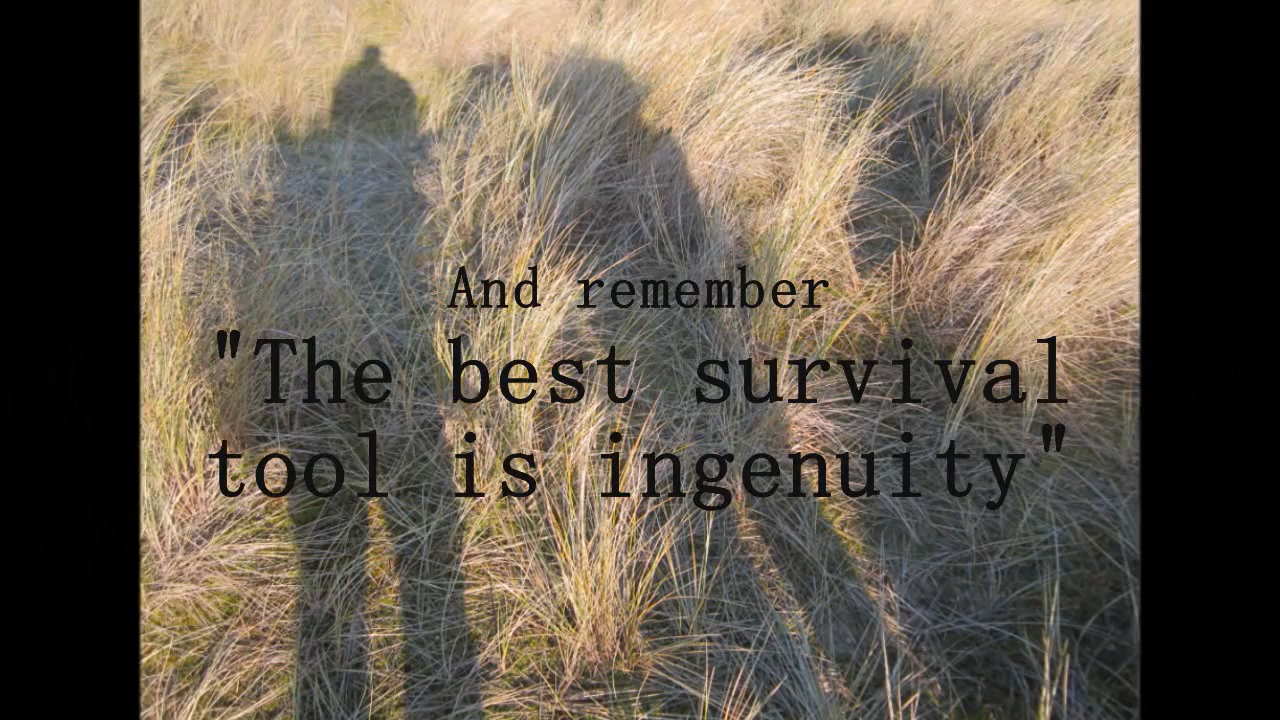 And remember
"The best survival
tool is ingenuity"